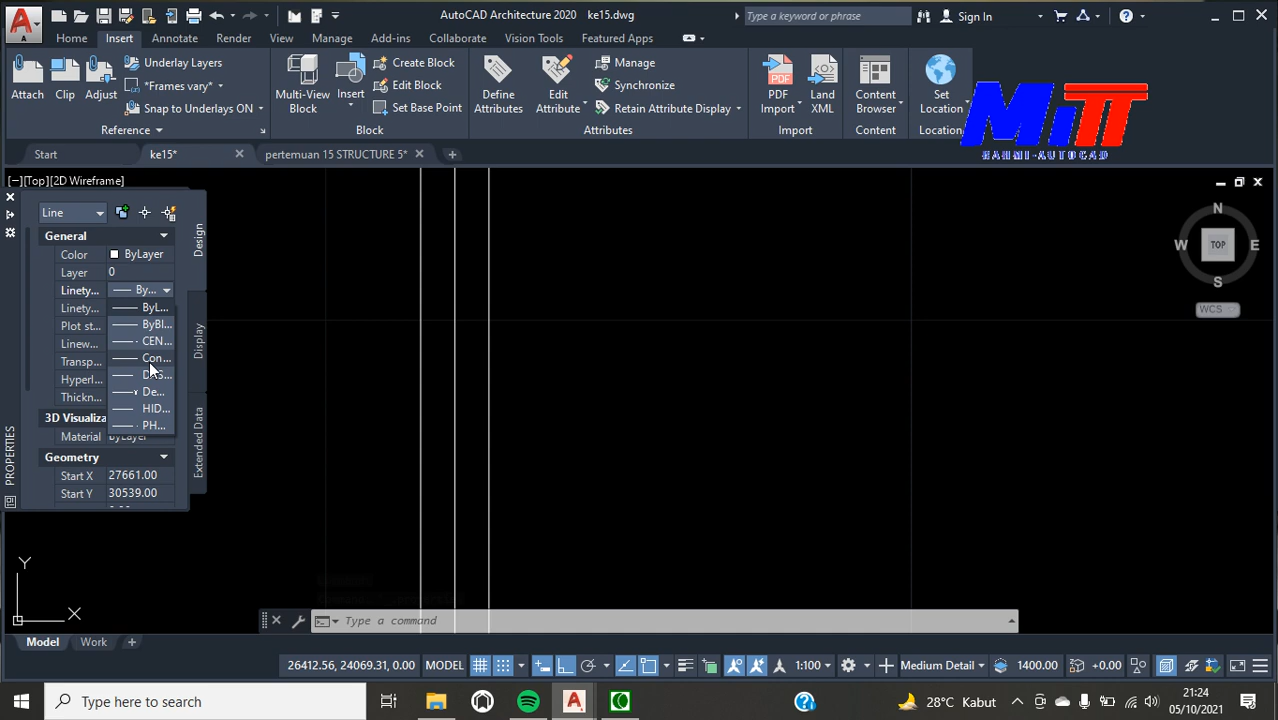 AutoCAD Architecture 2020 ke15.dwg
Type a keyword or phrase
Sign In
Home Insert Annotate Render View Manage Add-ins Collaborate Vision Tools Featured Apps
Underlay Layers
*Frames vary*
Snap to Underlays ON
Attach Clip Adjust
Reference
Multi-View
Block
Insert
Create Block
Edit Block
Set Base Point
Block
Define
Attributes
Edit
Attribute
Manage
Synchronize
Retain Attribute Display
Attributes
PDF
Import
Land
XML
Import
Content
Browser
Content
Set
Location
Location
MiTT
HAHMI-AUTOCAD
Start ke15* pertemuan 15 STRUCTURE 5*
[−][Top][2D Wireframe]
Line
General
Color ByLayer
Layer 0
Linety... By...
Linety... ByL...
Plot st... ByBl...
Linew... CEN...
Transp... Con...
Hyperl...
Thickn... De...
HID...
3D Visualiza
PH...
Material ByLayer
Geometry
Start X 27661.00
Start Y 30539.00
Design
Display
Extended Data
PROPERTIES
N
W TOP E
S
WCS
Y
X
Type a command
Model Work
26412.56, 24069.31, 0.00 MODEL 1:100 Medium Detail 1400.00 +0.00
Type here to search
28°C Kabut
21:24
05/10/2021